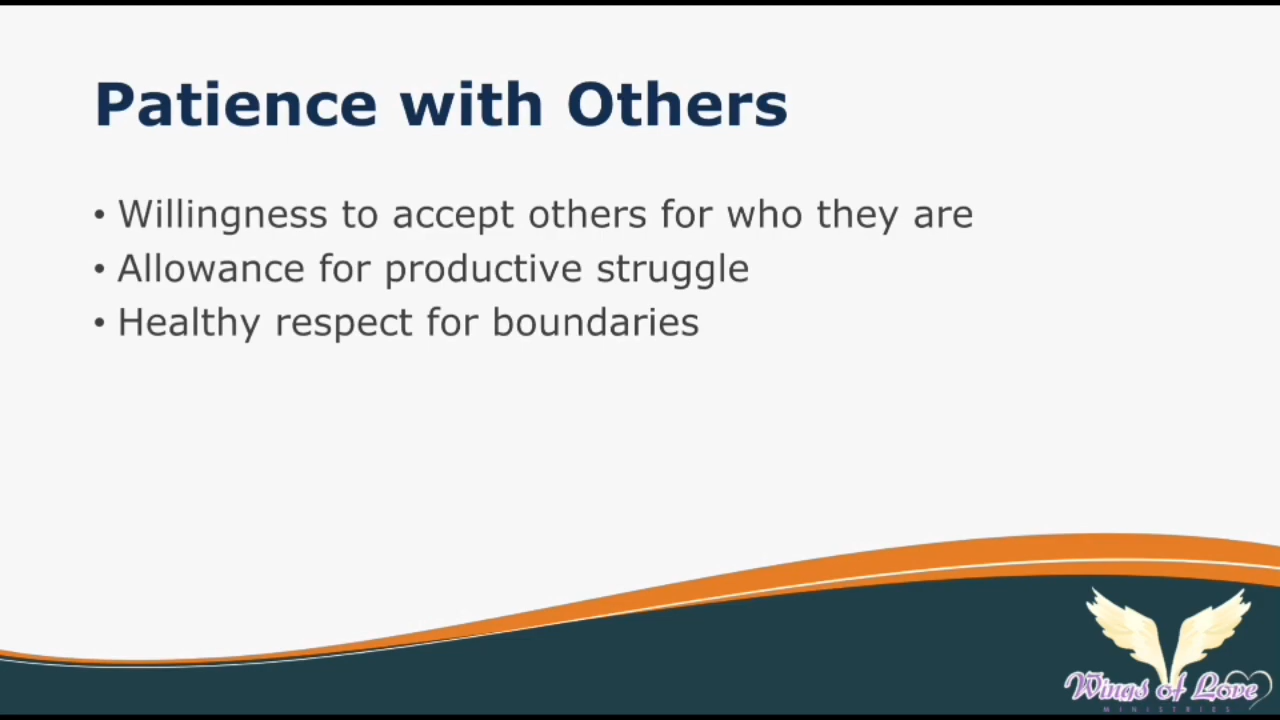 Patience with Others
• Willingness to accept others for who they are
• Allowance for productive struggle
• Healthy respect for boundaries
Wings of Love
MINISTRIES